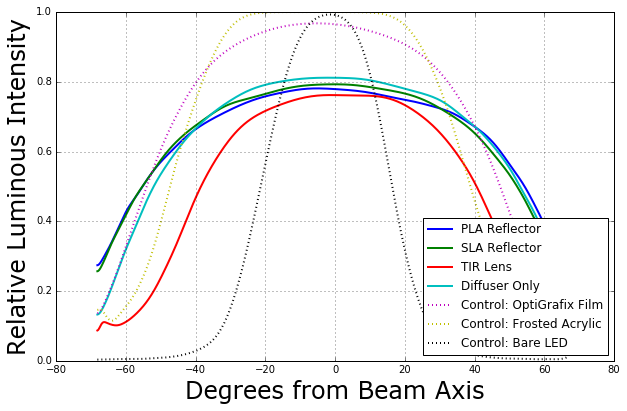 Relative Luminous Intensity
1.0
0.8
0.6
0.4
0.2
0.0
−80
−60
−40
−20
0
20
40
60
80
Degrees from Beam Axis
PLA Reflector
SLA Reflector
TIR Lens
Diffuser Only
Control: OptiGrafix Film
Control: Frosted Acrylic
Control: Bare LED